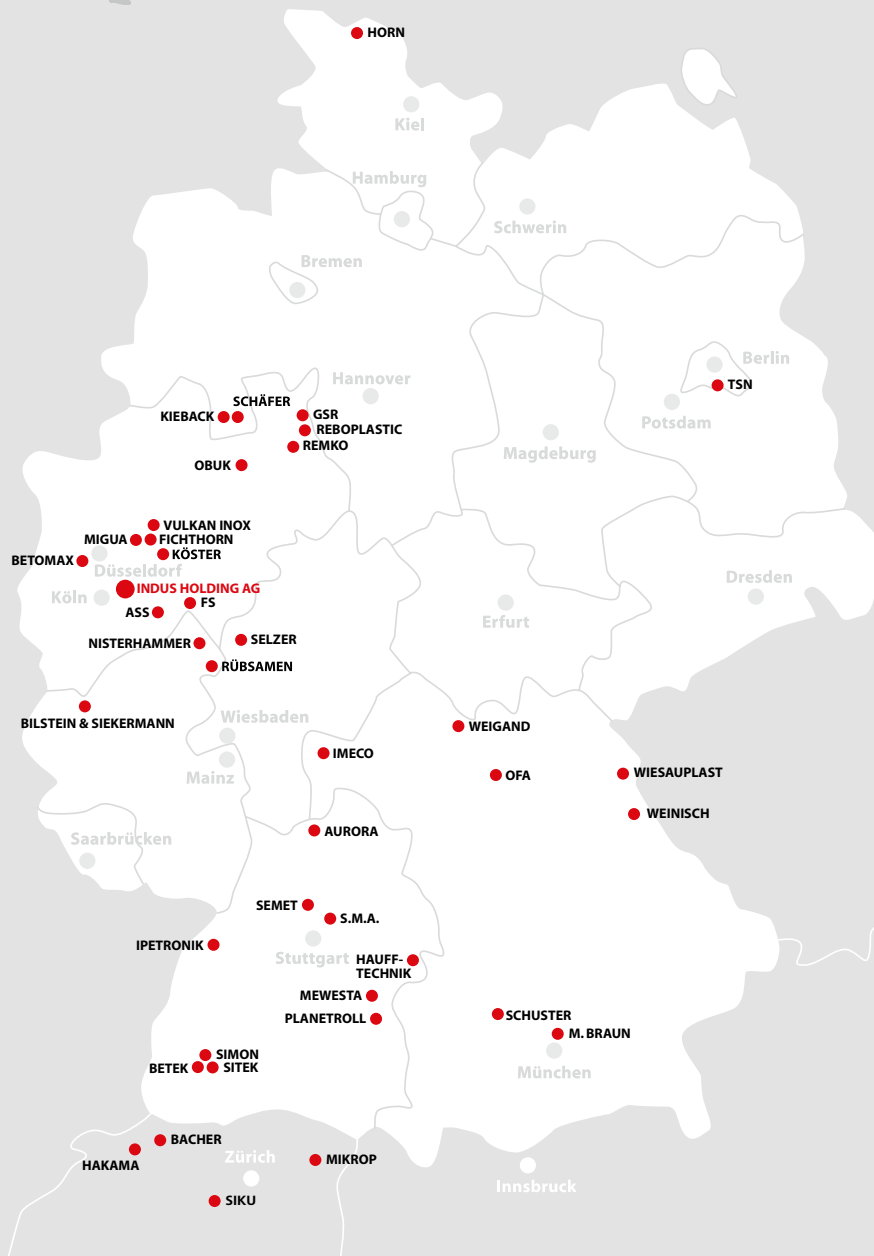 HORN
Kiel
Hamburg
Schwerin
Bremen
Berlin
TSN
Hannover
Potsdam
SCHÄFER
KIEBACK
GSR
REBOPLASTIC
REMKO
Magdeburg
OBUK
VULKAN INOX
MIGUA
FICHTHORN
KÖSTER
BETOMAX
Düsseldorf
INDUS HOLDING AG
Köln
FS
ASS
Dresden
Erfurt
NISTERHAMMER
SELZER
RÜBSAMEN
BILSTEIN & SIEKERMANN
Wiesbaden
WEIGAND
IMECO
Mainz
OFA
WIESAUPLAST
WEINISCH
AURORA
Saarbrücken
SEMET
S.M.A.
IPETRONIK
Stuttgart
HAUFF-
TECHNIK
MEWESTA
PLANETROLL
SCHUSTER
M. BRAUN
SIMON
BETEK
SITEK
München
BACHER
HAKAMA
Zürich
MIKROP
Innsbruck
SIKU